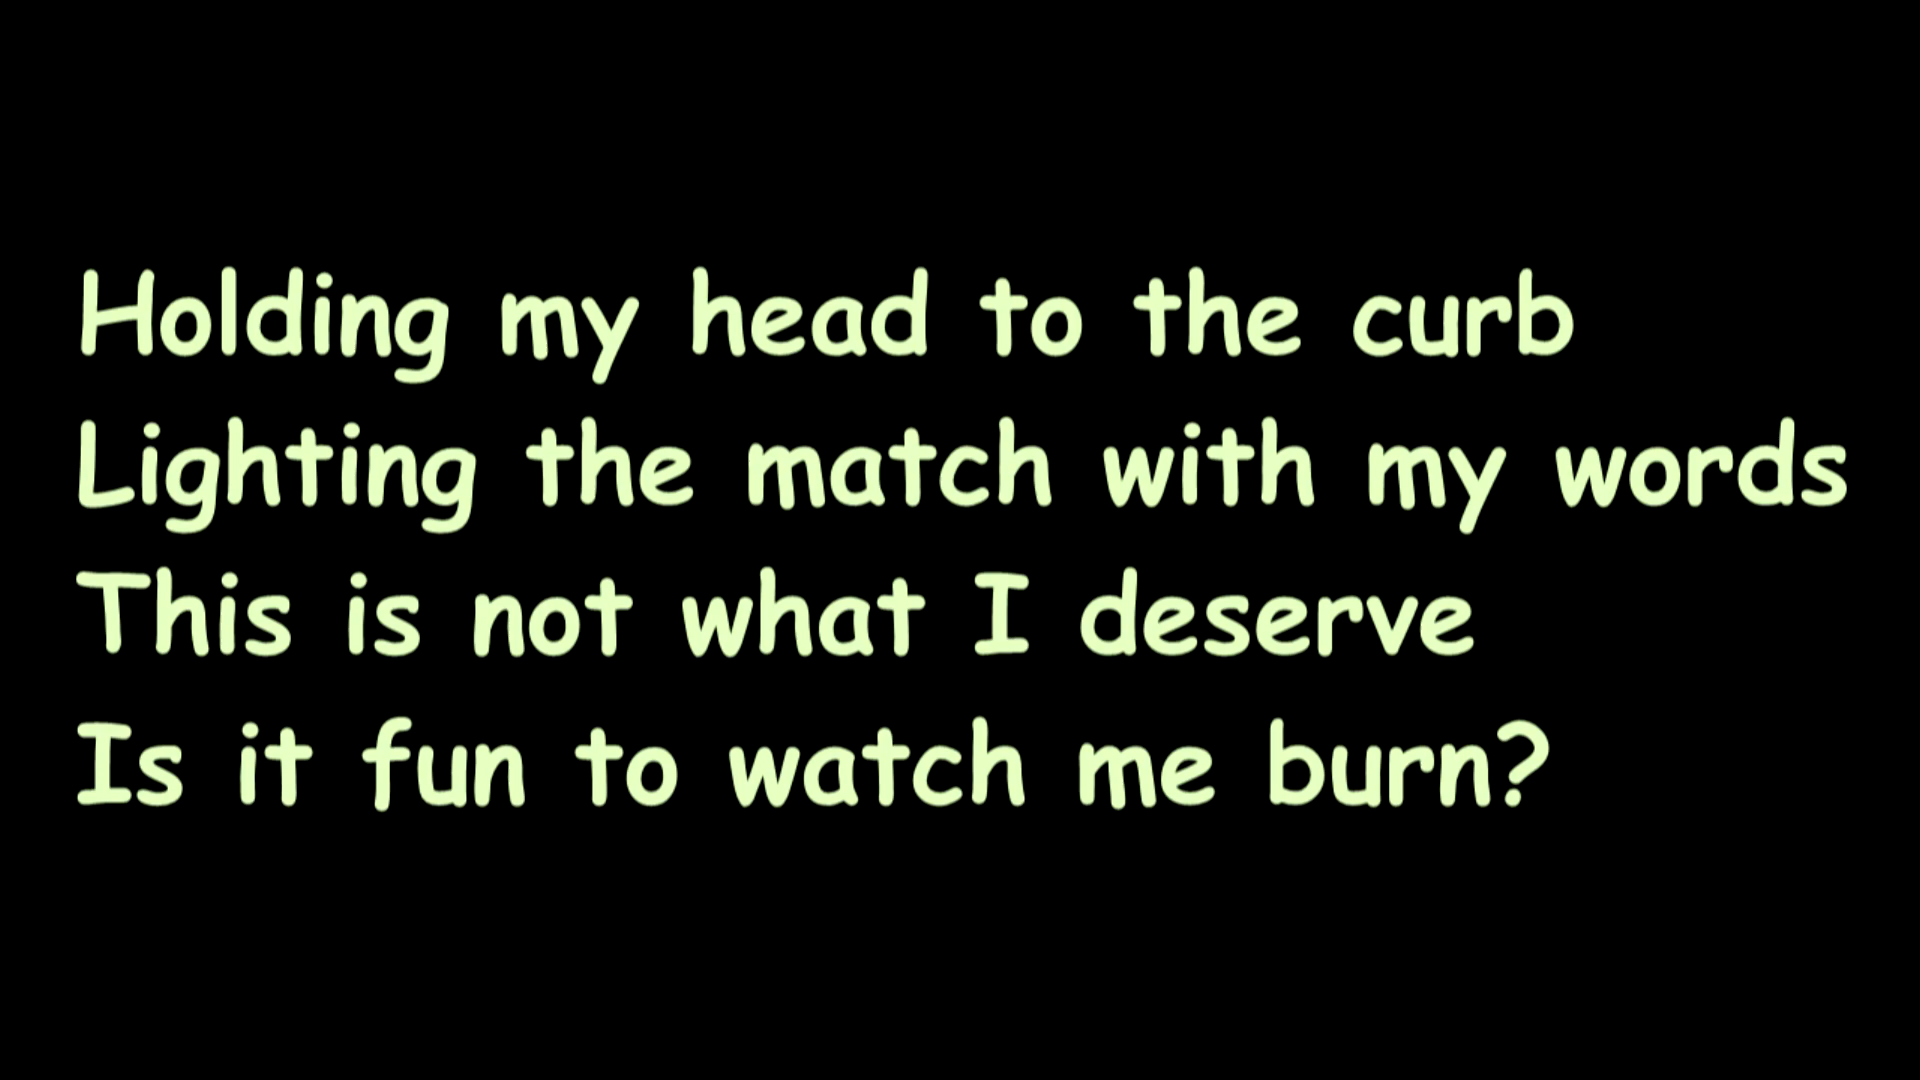 Holding my head to the curb
Lighting the match with my words
This is not what I deserve
Is it fun to watch me burn?